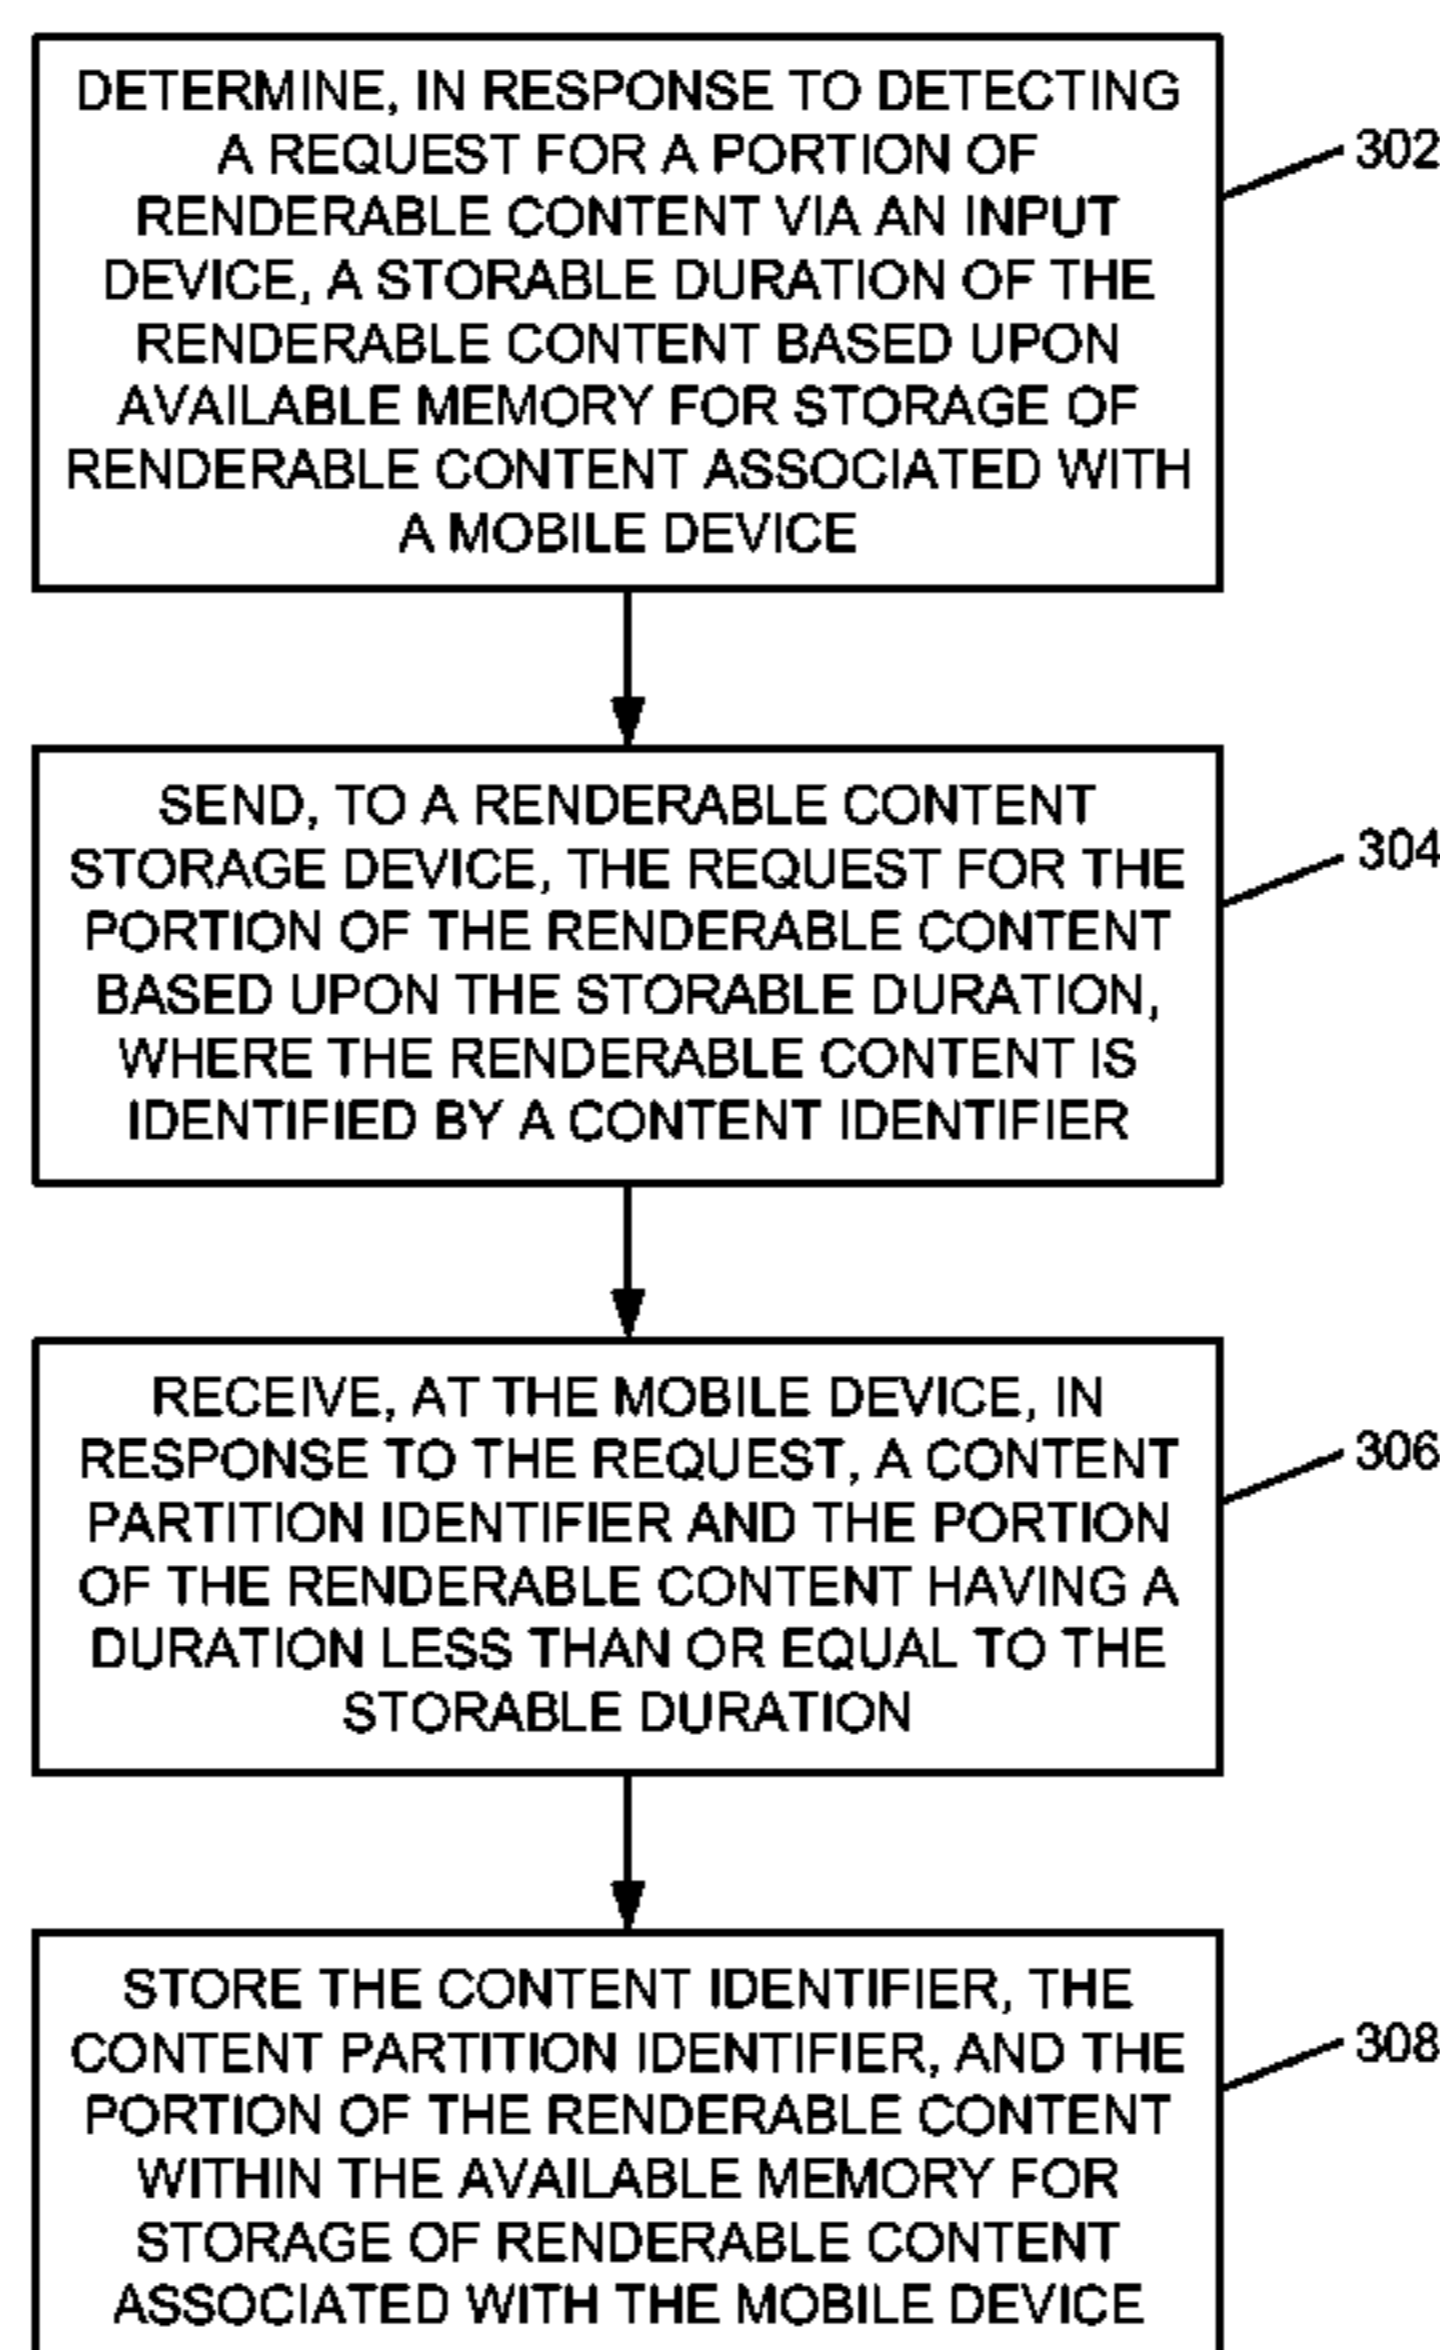 DETERMINE, IN RESPONSE TO DETECTING
A REQUEST FOR A PORTION OF
RENDERABLE CONTENT VIA AN INPUT
DEVICE, A STORABLE DURATION OF THE
RENDERABLE CONTENT BASED UPON
AVAILABLE MEMORY FOR STORAGE OF
RENDERABLE CONTENT ASSOCIATED WITH
A MOBILE DEVICE
302
SEND, TO A RENDERABLE CONTENT
STORAGE DEVICE, THE REQUEST FOR THE
PORTION OF THE RENDERABLE CONTENT
BASED UPON THE STORABLE DURATION,
WHERE THE RENDERABLE CONTENT IS
IDENTIFIED BY A CONTENT IDENTIFIER
304
RECEIVE, AT THE MOBILE DEVICE, IN
RESPONSE TO THE REQUEST, A CONTENT
PARTITION IDENTIFIER AND THE PORTION
OF THE RENDERABLE CONTENT HAVING A
DURATION LESS THAN OR EQUAL TO THE
STORABLE DURATION
306
STORE THE CONTENT IDENTIFIER, THE
CONTENT PARTITION IDENTIFIER, AND THE
PORTION OF THE RENDERABLE CONTENT
WITHIN THE AVAILABLE MEMORY FOR
STORAGE OF RENDERABLE CONTENT
ASSOCIATED WITH THE MOBILE DEVICE
308